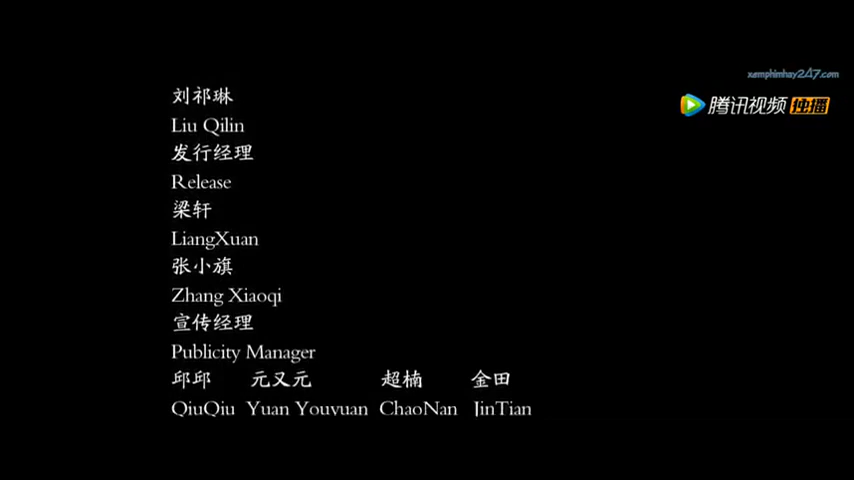 xemphimhay247.com
腾讯视频 独播
刘祁琳
Liu Qilin
发行经理
Release
梁轩
LiangXuan
张小旗
Zhang Xiaoqi
宣传经理
Publicity Manager
邱邱 元又元 超楠 金田
QiuQiu Yuan Youvuan ChaoNan JinTian